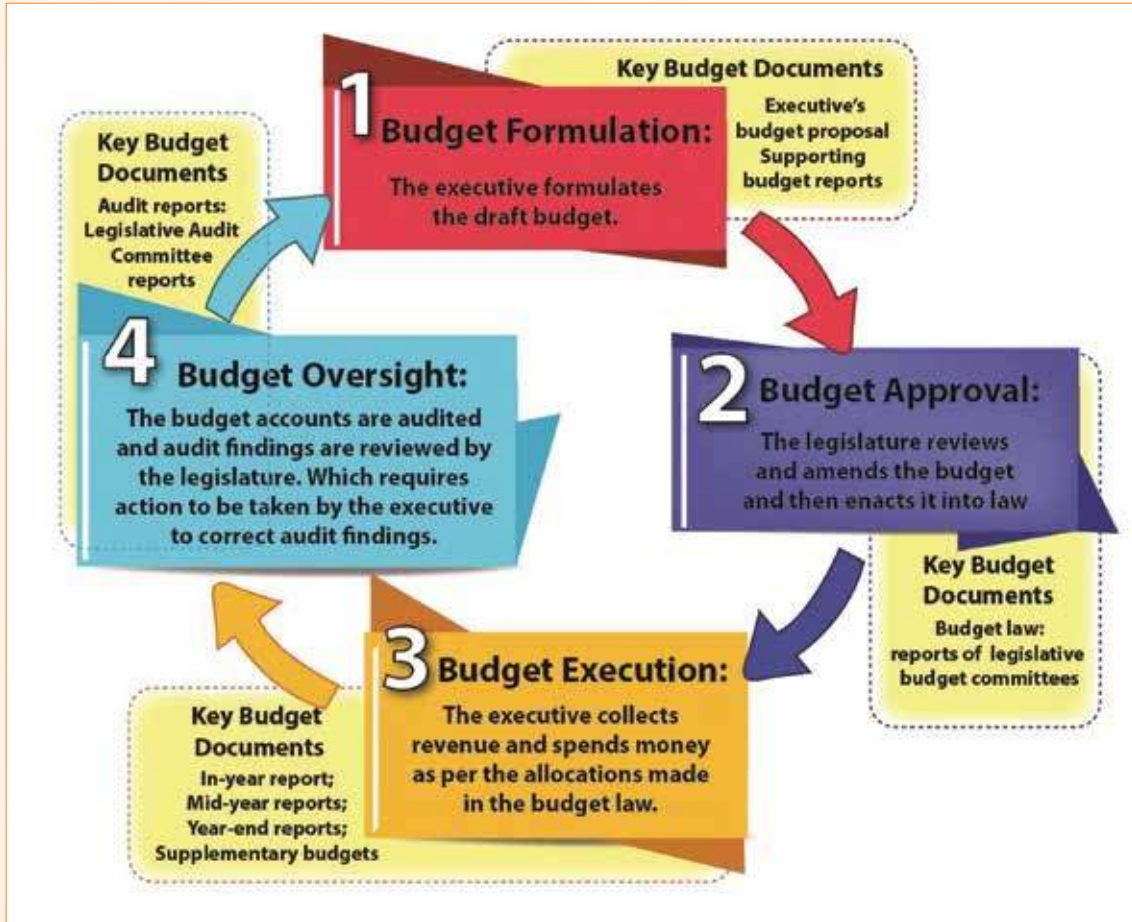 1
Budget Formulation:
The executive formulates
the draft budget.
Key Budget Documents
Executive's
budget proposal
Supporting
budget reports
2
Budget Approval:
The legislature reviews
and amends the budget
and then enacts it into law
Key Budget
Documents
Budget law:
reports of legislative
budget committees
3
Budget Execution:
The executive collects
revenue and spends money
as per the allocations made
in the budget law.
Key Budget
Documents
In-year report;
Mid-year reports;
Year-end reports;
Supplementary budgets
4
Budget Oversight:
The budget accounts are audited
and audit findings are reviewed by
the legislature. Which requires
action to be taken by the executive
to correct audit findings.
Key Budget
Documents
Audit reports:
Legislative Audit
Committee
reports